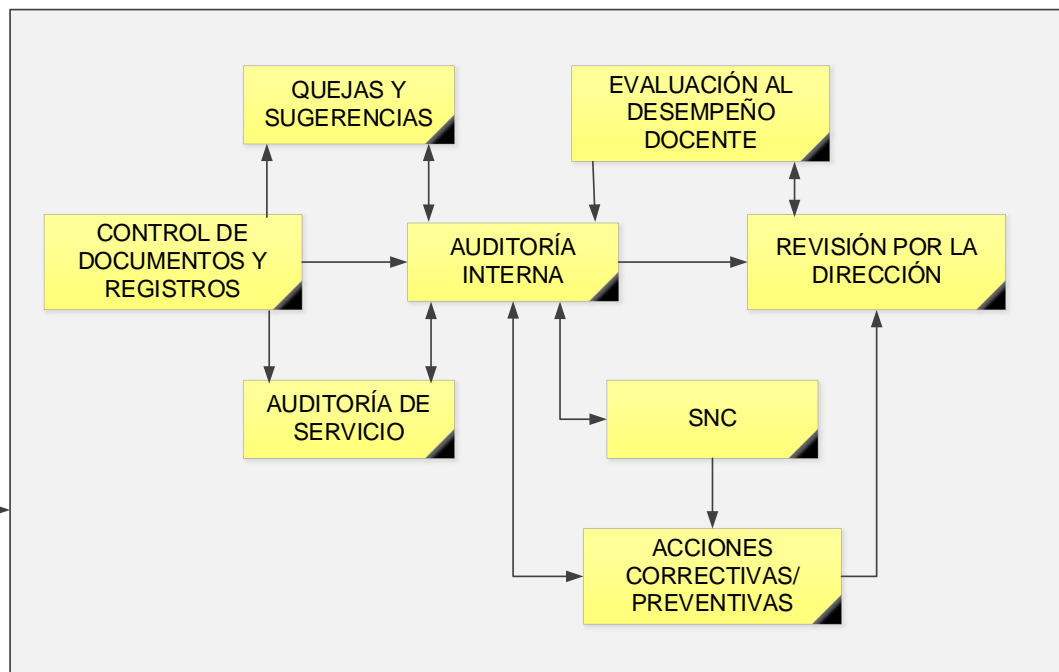 QUEJAS Y
SUGERENCIAS
EVALUACIÓN AL
DESEMPEÑO
DOCENTE
CONTROL DE
DOCUMENTOS Y
REGISTROS
AUDITORÍA
INTERNA
REVISIÓN POR LA
DIRECCIÓN
AUDITORÍA DE
SERVICIO
SNC
ACCIONES
CORRECTIVAS/
PREVENTIVAS